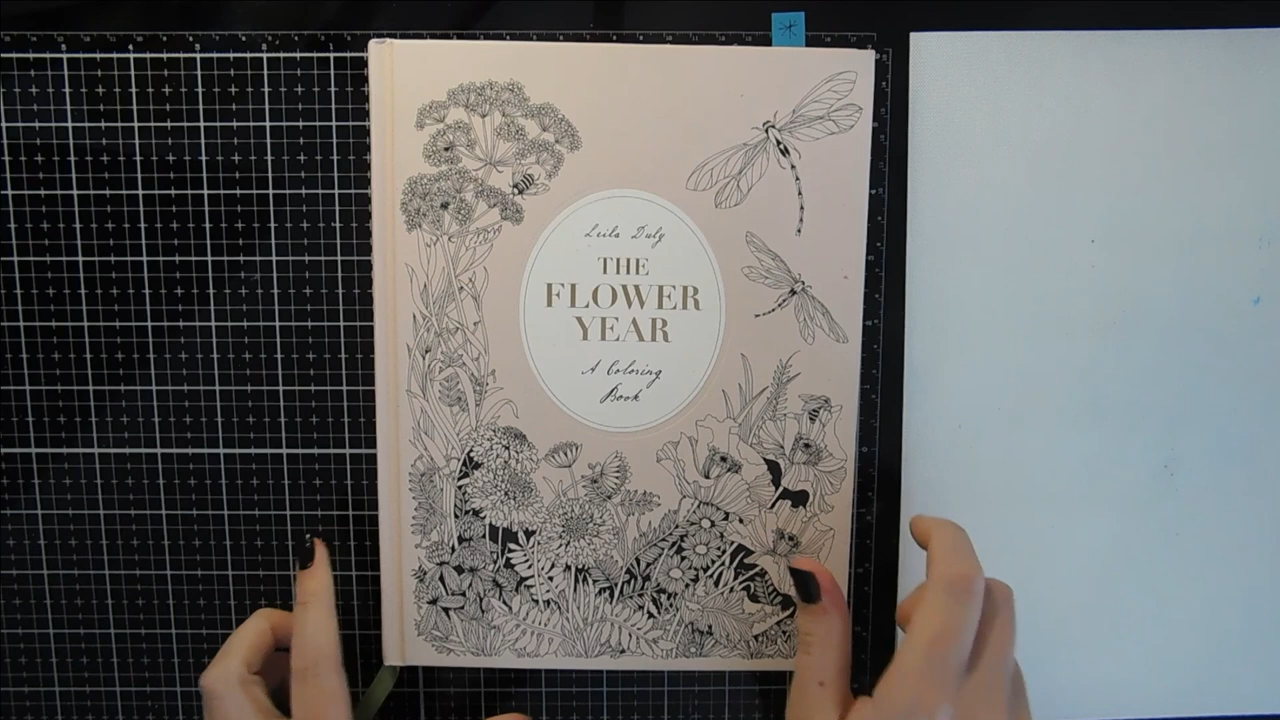 Leila Duly
THE
FLOWER
YEAR
A Coloring
Book